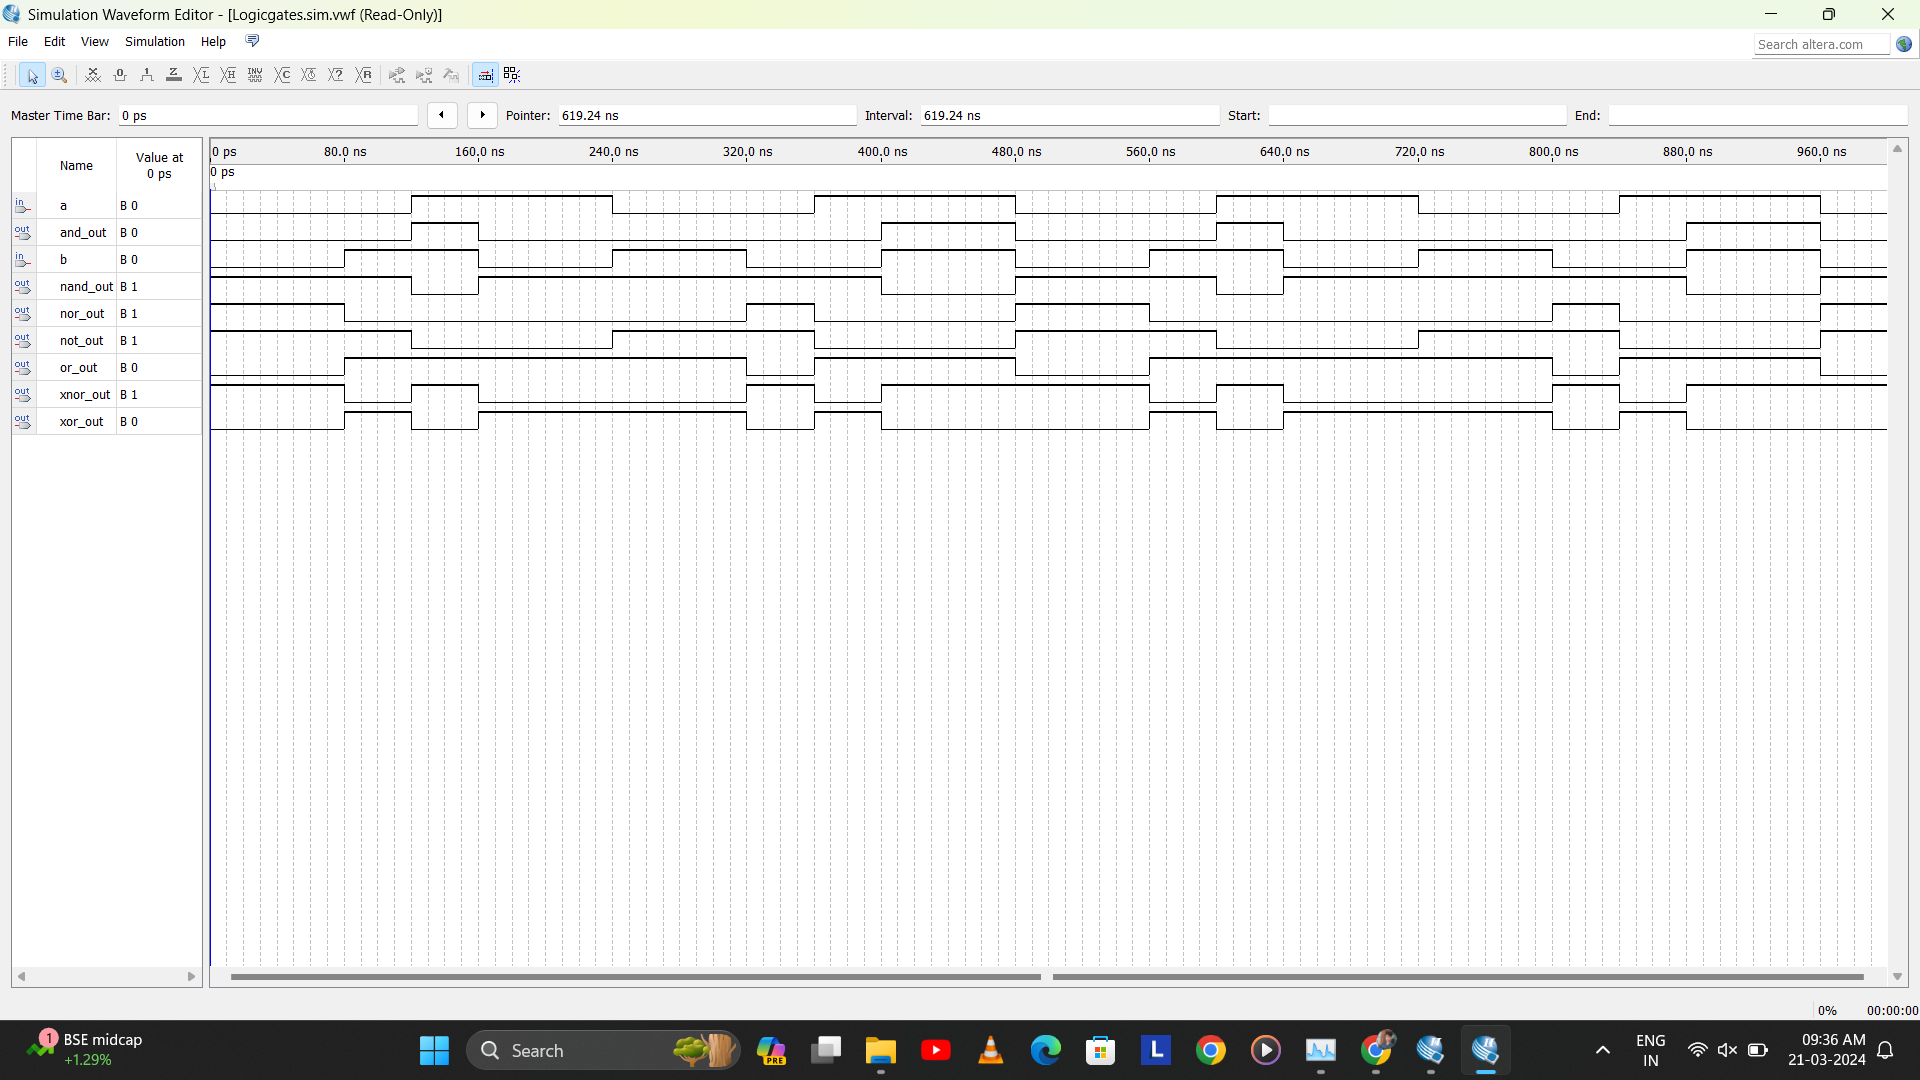 Simulation Waveform Editor - [Logicgates.sim.vwf (Read-Only)]
File Edit View Simulation Help
Search altera.com
Master Time Bar: 0 ps Pointer: 619.24 ns Interval: 619.24 ns Start: End:
Name Value at 0 ps
0 ps 80.0 ns 160.0 ns 240.0 ns 320.0 ns 400.0 ns 480.0 ns 560.0 ns 640.0 ns 720.0 ns 800.0 ns 880.0 ns 960.0 ns
0 ps
in a B 0
out and_out B 0
in b B 0
out nand_out B 1
out nor_out B 1
out not_out B 1
out or_out B 0
out xnor_out B 1
out xor_out B 0
0% 00:00:00
1 BSE midcap
+1.29%
Search
PRE
L
ENG
IN
09:36 AM
21-03-2024